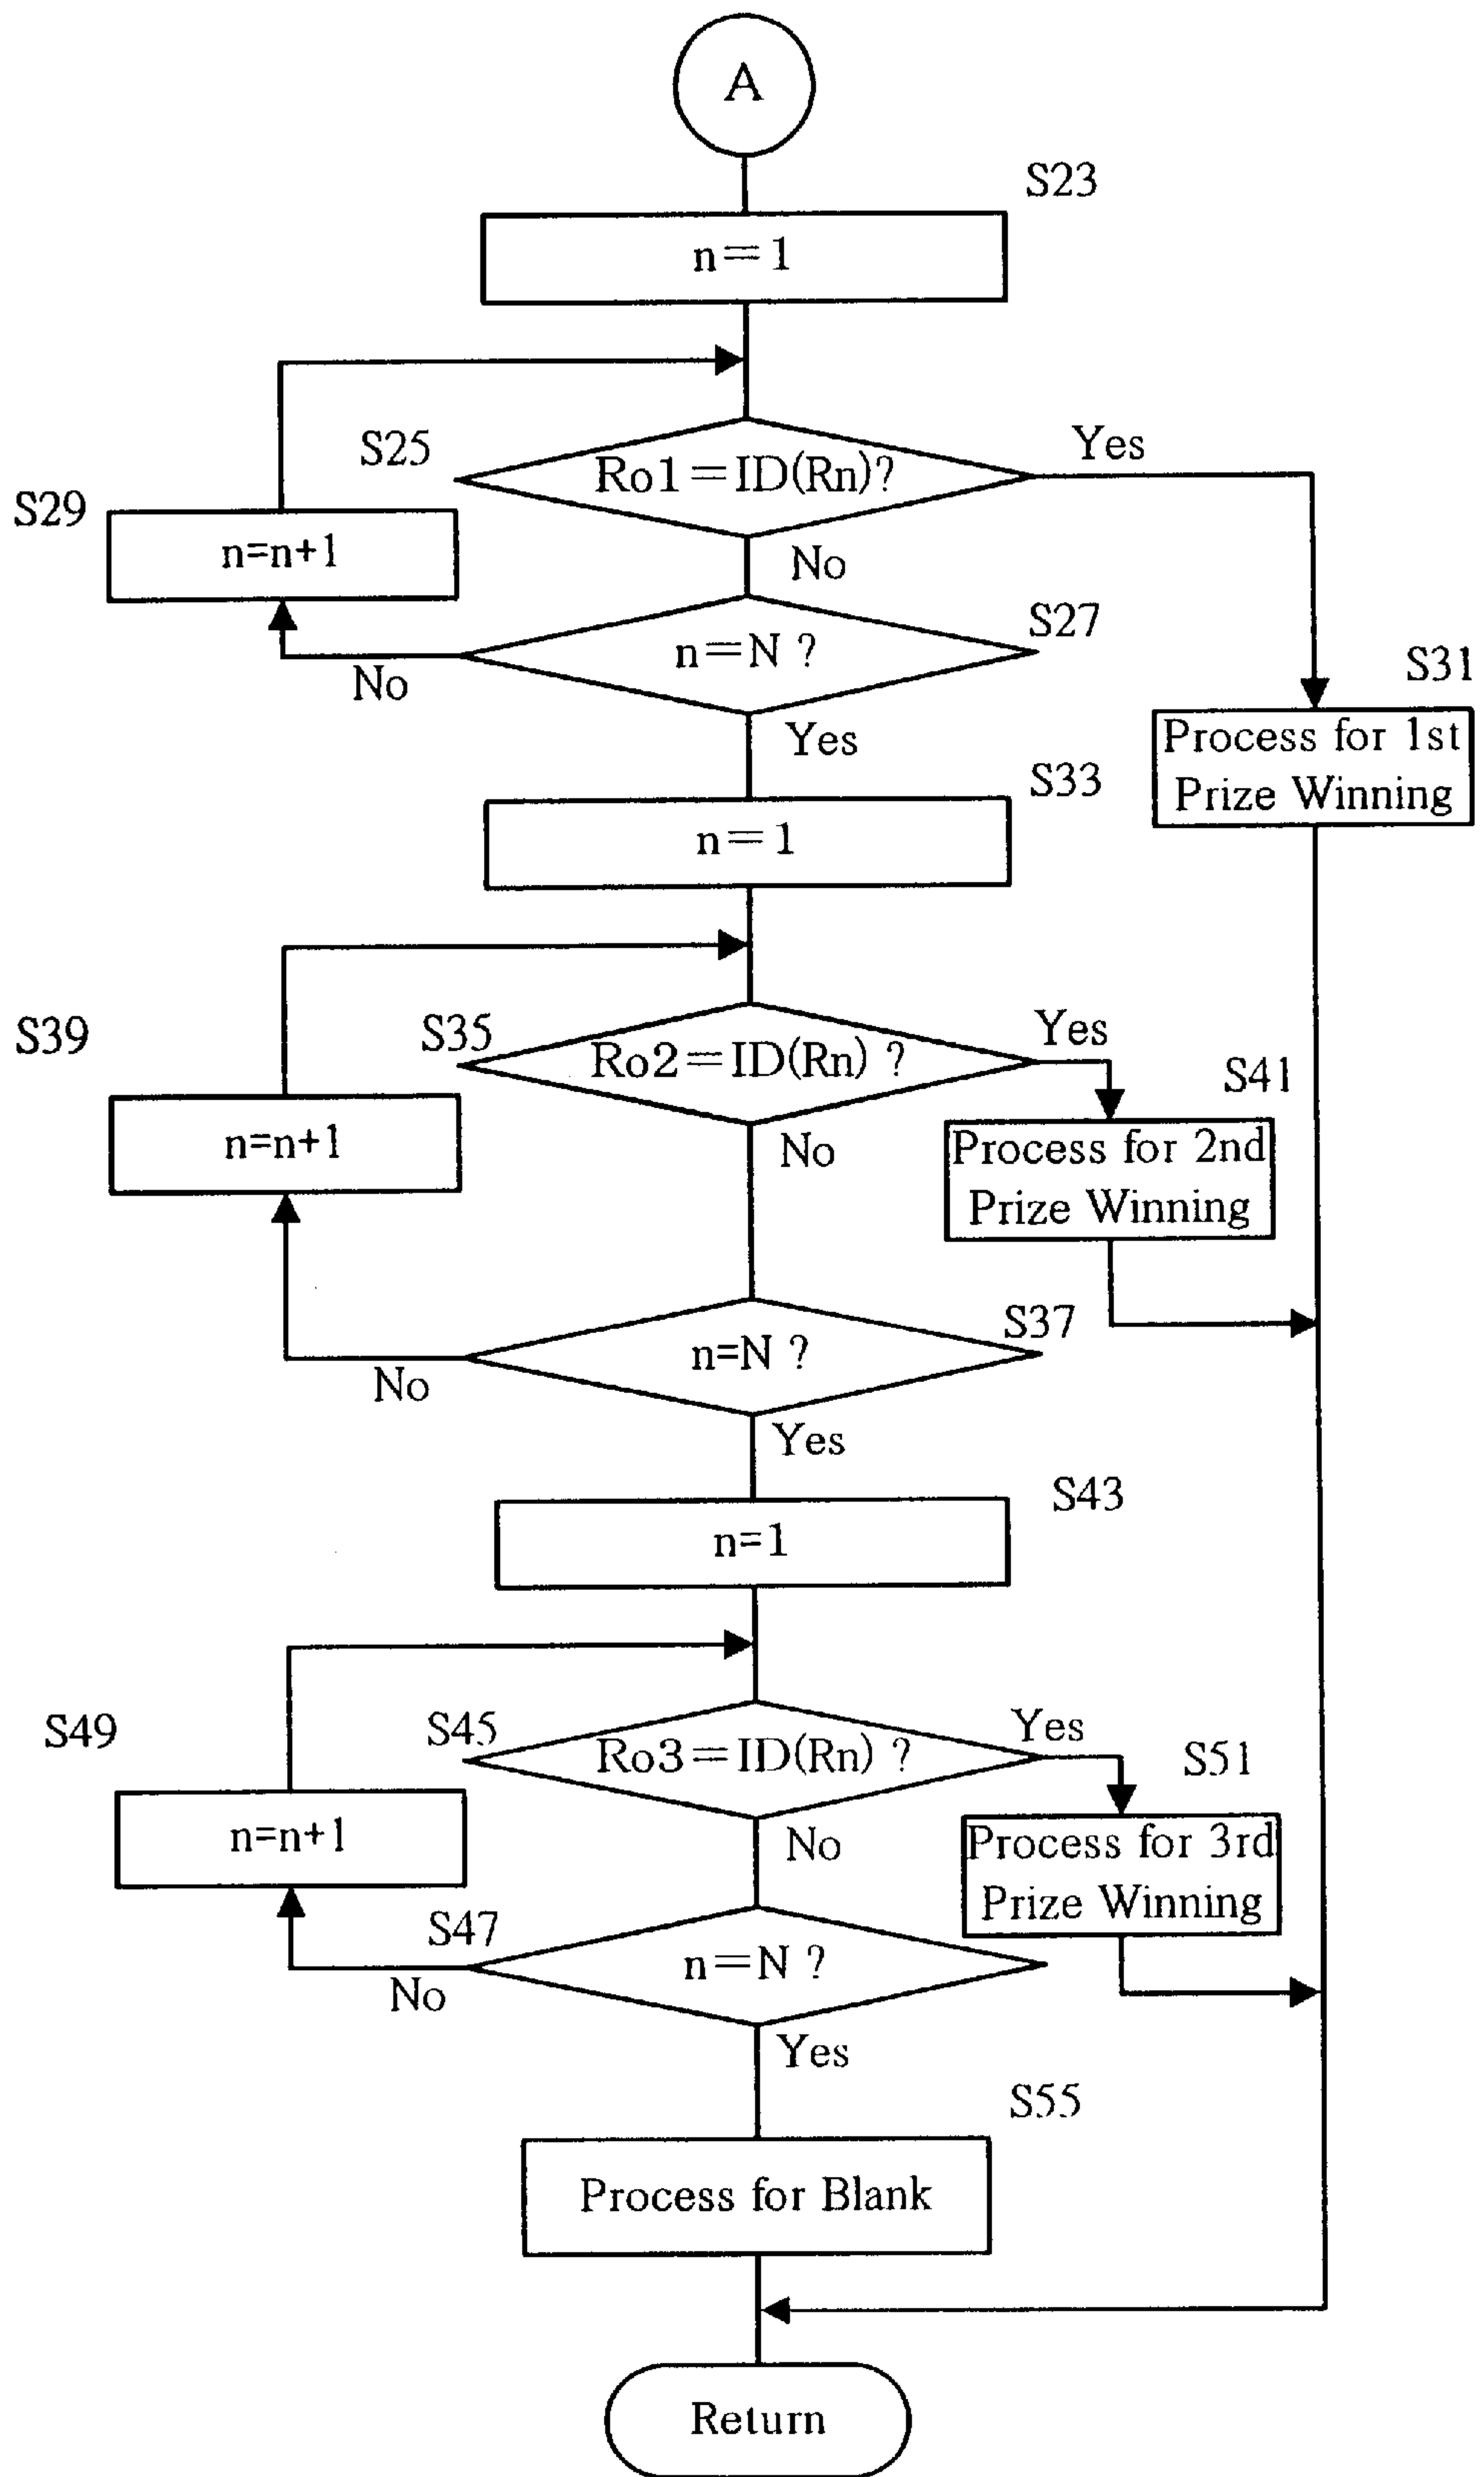 A
S23
n=1
S25
Ro1=ID(Rn)?
Yes
S29
n=n+1
No
S27
n=N ?
No
S31
Yes
Process for 1st
Prize Winning
S33
n=1
S39
S35
Ro2=ID(Rn) ?
Yes
S41
n=n+1
No
Process for 2nd
Prize Winning
S37
n=N ?
No
Yes
S43
n=1
S49
S45
Ro3=ID(Rn) ?
Yes
S51
n=n+1
No
Process for 3rd
Prize Winning
S47
n=N ?
No
Yes
S55
Process for Blank
Return